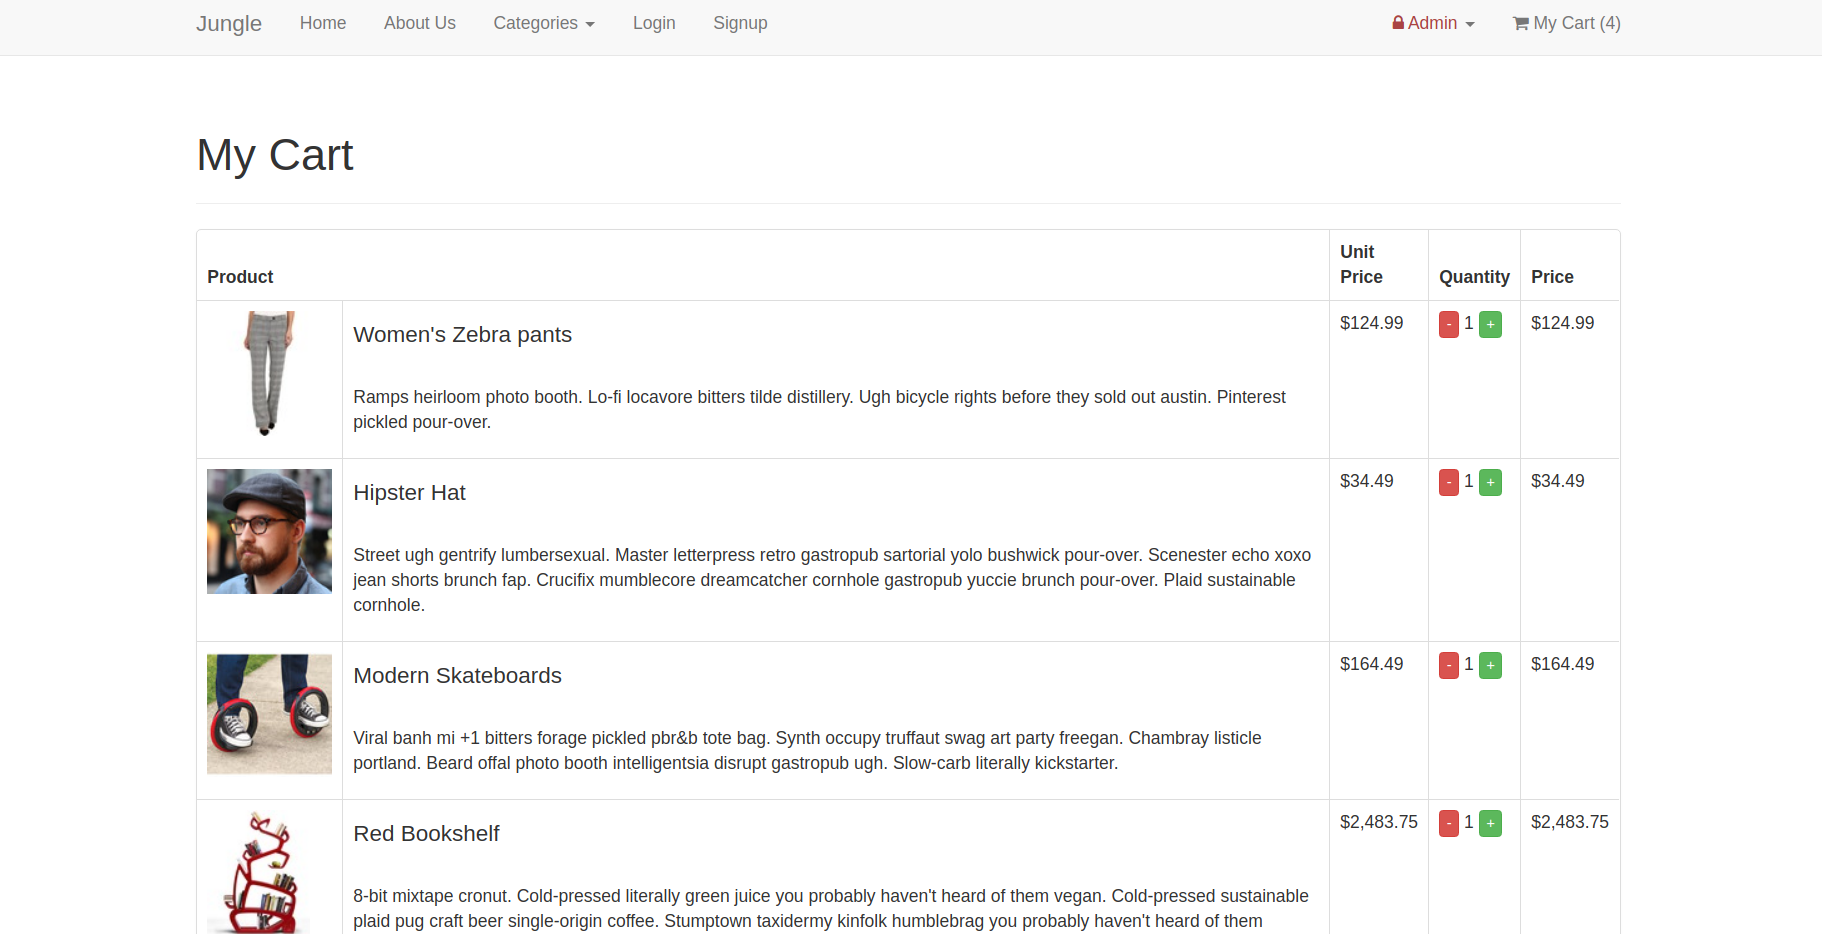 Jungle Home About Us Categories Login Signup Admin My Cart (4)
My Cart
Product Unit Price Quantity Price
Women's Zebra pants $124.99 - 1 + $124.99
Ramps heirloom photo booth. Lo-fi locavore bitters tilde distillery. Ugh bicycle rights before they sold out austin. Pinterest
pickled pour-over.
Hipster Hat $34.49 - 1 + $34.49
Street ugh gentrify lumbersexual. Master letterpress retro gastropub sartorial yolo bushwick pour-over. Scenester echo xoxo
jean shorts brunch fap. Crucifix mumblecore dreamcatcher cornhole gastropub yuccie brunch pour-over. Plaid sustainable
cornhole.
Modern Skateboards $164.49 - 1 + $164.49
Viral banh mi +1 bitters forage pickled pbr&b tote bag. Synth occupy truffaut swag art party freegan. Chambray listicle
portland. Beard offal photo booth intelligentsia disrupt gastropub ugh. Slow-carb literally kickstarter.
Red Bookshelf $2,483.75 - 1 + $2,483.75
8-bit mixtape cronut. Cold-pressed literally green juice you probably haven't heard of them vegan. Cold-pressed sustainable
plaid pug craft beer single-origin coffee. Stumptown taxidermy kinfolk humblebrag you probably haven't heard of them